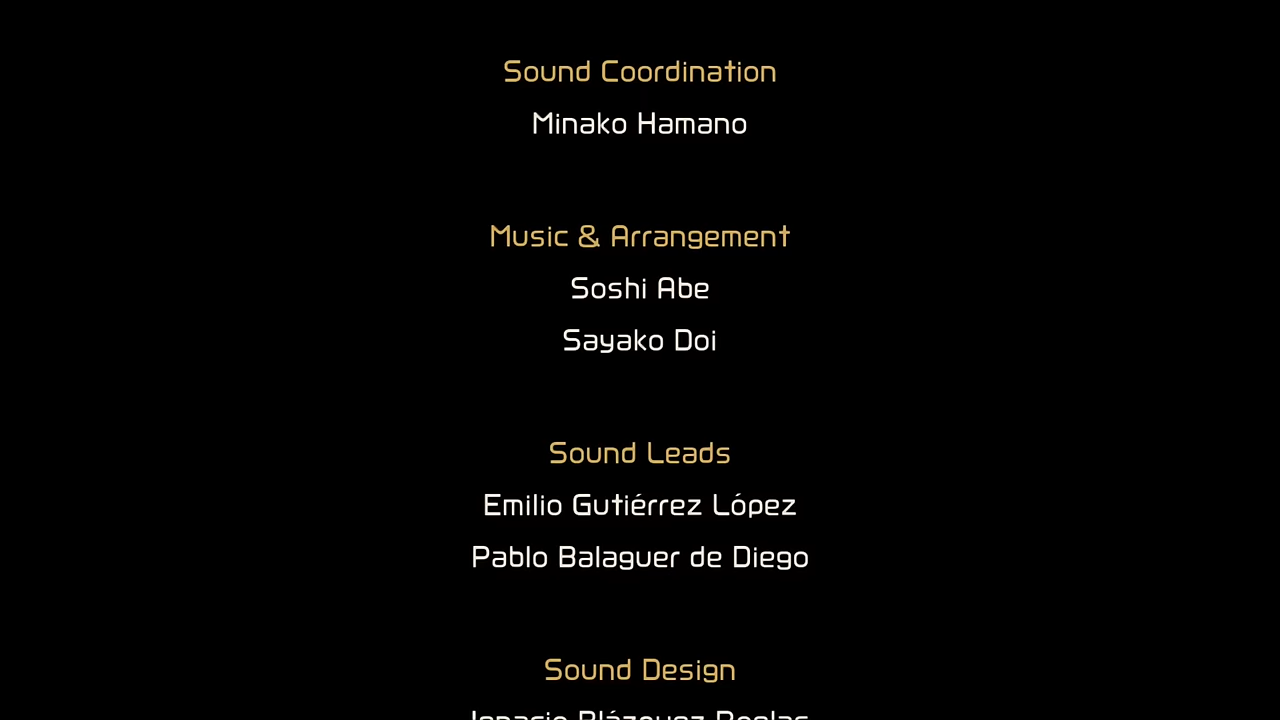 Sound Coordination
Minako Hamano
Music & Arrangement
Soshi Abe
Sayako Doi
Sound Leads
Emilio Gutiérrez López
Pablo Balaguer de Diego
Sound Design